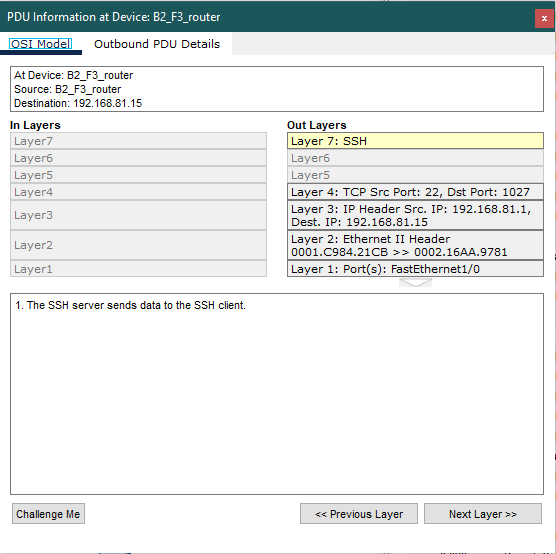 PDU Information at Device: B2_F3_router
x
OSI Model
Outbound PDU Details
At Device: B2_F3_router
Source: B2_F3_router
Destination: 192.168.81.15
In Layers
Layer7
Layer6
Layer5
Layer4
Layer3
Layer2
Layer1
Out Layers
Layer 7: SSH
Layer6
Layer5
Layer 4: TCP Src Port: 22, Dst Port: 1027
Layer 3: IP Header Src. IP: 192.168.81.1,
Dest. IP: 192.168.81.15
Layer 2: Ethernet II Header
0001.C984.21CB >> 0002.16AA.9781
Layer 1: Port(s): FastEthernet1/0
1. The SSH server sends data to the SSH client.
Challenge Me
<< Previous Layer
Next Layer >>